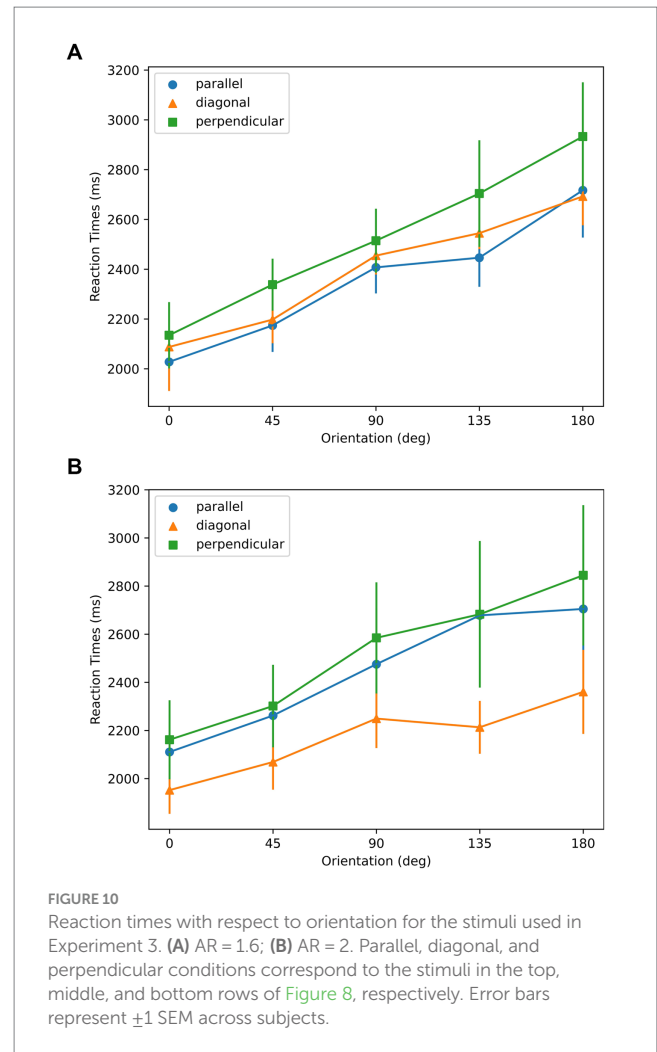 A
3200
3000
2800
2600
2400
2200
2000
Reaction Times (ms)
parallel
diagonal
perpendicular
0 45 90 135 180
Orientation (deg)
B
3200
3000
2800
2600
2400
2200
2000
Reaction Times (ms)
parallel
diagonal
perpendicular
0 45 90 135 180
Orientation (deg)
FIGURE 10
Reaction times with respect to orientation for the stimuli used in
Experiment 3. (A) AR = 1.6; (B) AR = 2. Parallel, diagonal, and
perpendicular conditions correspond to the stimuli in the top,
middle, and bottom rows of Figure 8, respectively. Error bars
represent ±1 SEM across subjects.